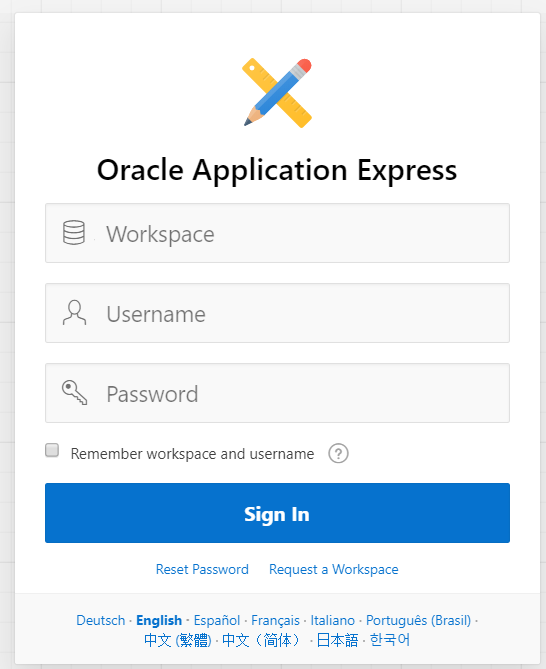 Oracle Application Express
Workspace
Username
Password
Remember workspace and username ?
Sign In
Reset Password Request a Workspace
Deutsch · English · Español · Français · Italiano · Português (Brasil) ·
中文 (繁體) · 中文（简体） · 日本語 · 한국어